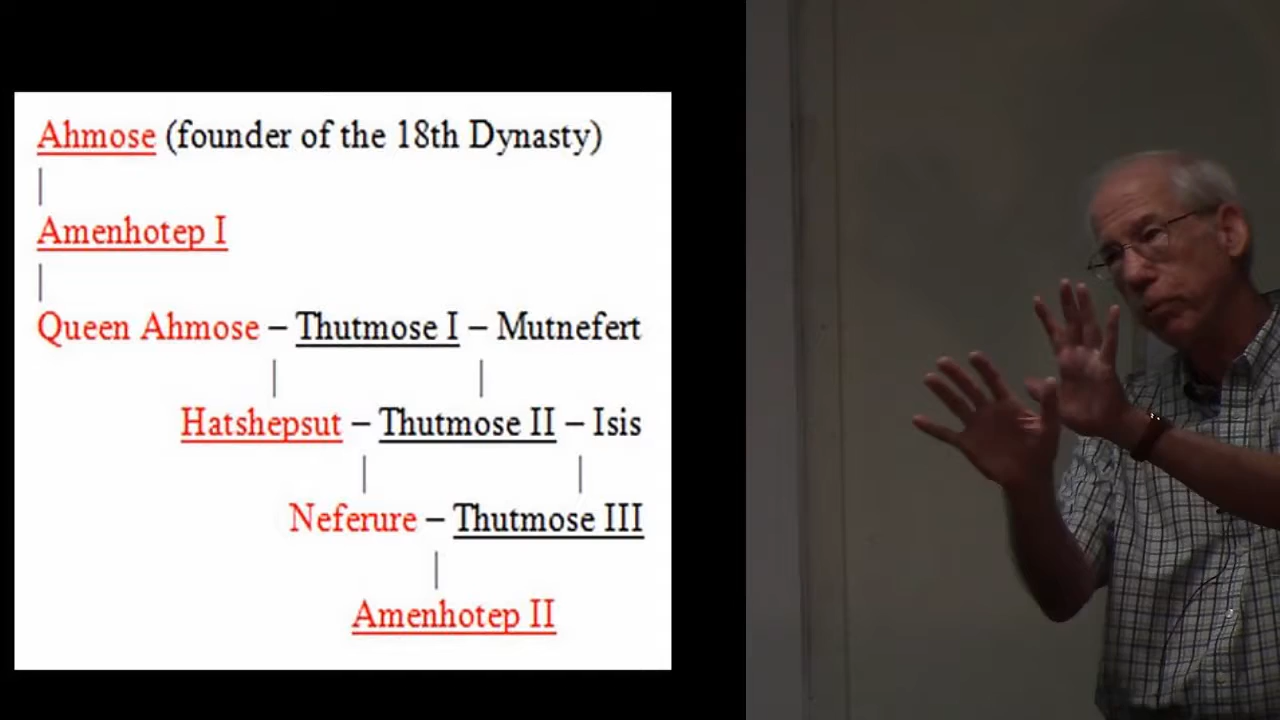 Ahmose (founder of the 18th Dynasty)
Amenhotep I
Queen Ahmose – Thutmose I – Mutnefert
Hatshepsut – Thutmose II – Isis
Neferure – Thutmose III
Amenhotep II